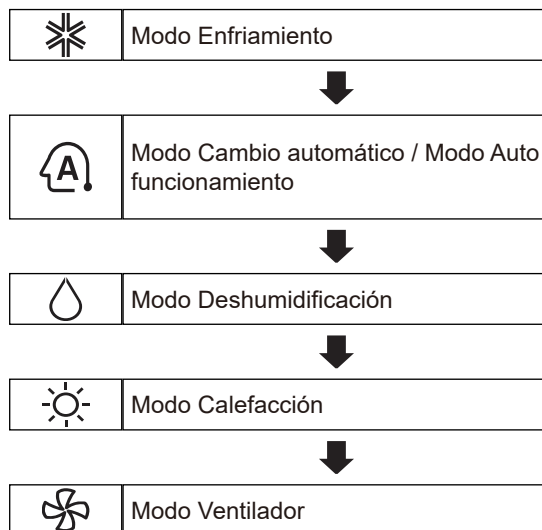 Modo Enfriamiento
A
Modo Cambio automático / Modo Auto
funcionamiento
Modo Deshumidificación
Modo Calefacción
Modo Ventilador